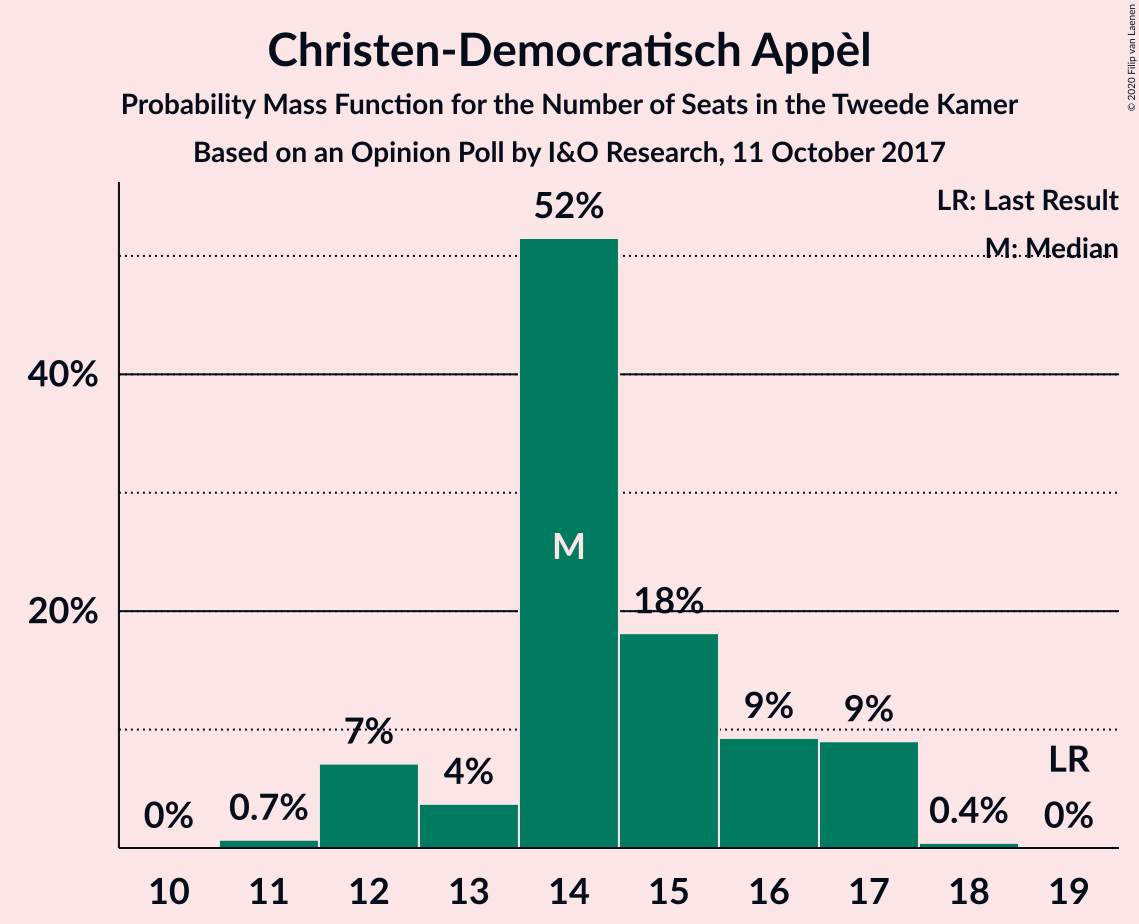 Christen-Democratisch Appèl
Probability Mass Function for the Number of Seats in the Tweede Kamer
Based on an Opinion Poll by I&O Research, 11 October 2017
© 2020 Filip van Laenen
LR: Last Result
M: Median
52%
40%
M
20%
18%
9%
9%
7%
4%
LR
0%
0.7%
0.4%
0%
10 11 12 13 14 15 16 17 18 19